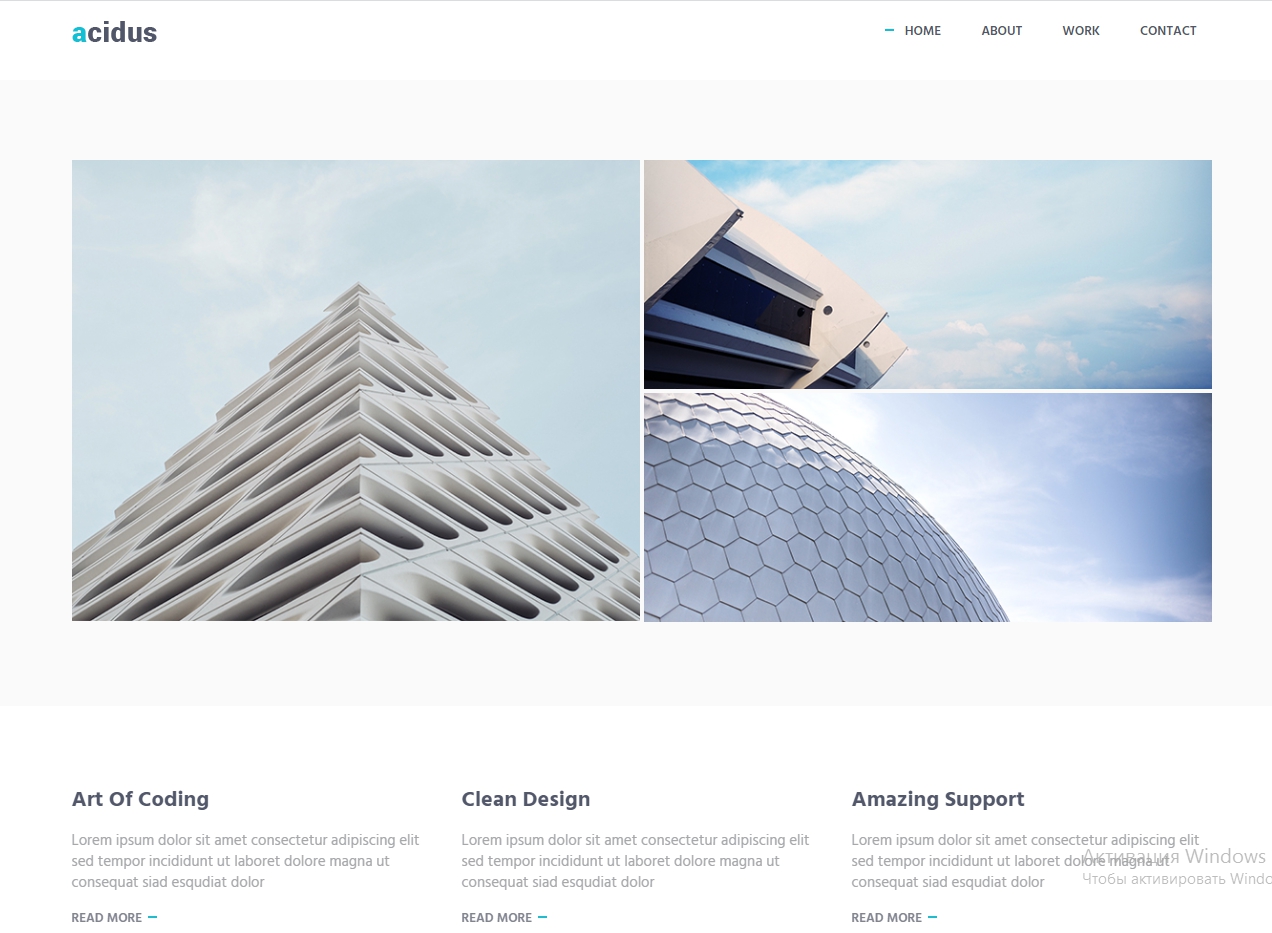 acidus
HOME ABOUT WORK CONTACT
Art Of Coding
Lorem ipsum dolor sit amet consectetur adipiscing elit
sed tempor incididunt ut laboret dolore magna ut
consequat siad esqudiat dolor
READ MORE
Clean Design
Lorem ipsum dolor sit amet consectetur adipiscing elit
sed tempor incididunt ut laboret dolore magna ut
consequat siad esqudiat dolor
READ MORE
Amazing Support
Lorem ipsum dolor sit amet consectetur adipiscing elit
sed tempor incididunt ut laboret dolore magna ut
consequat siad esqudiat dolor
READ MORE
Активация Windows
Чтобы активировать Windo